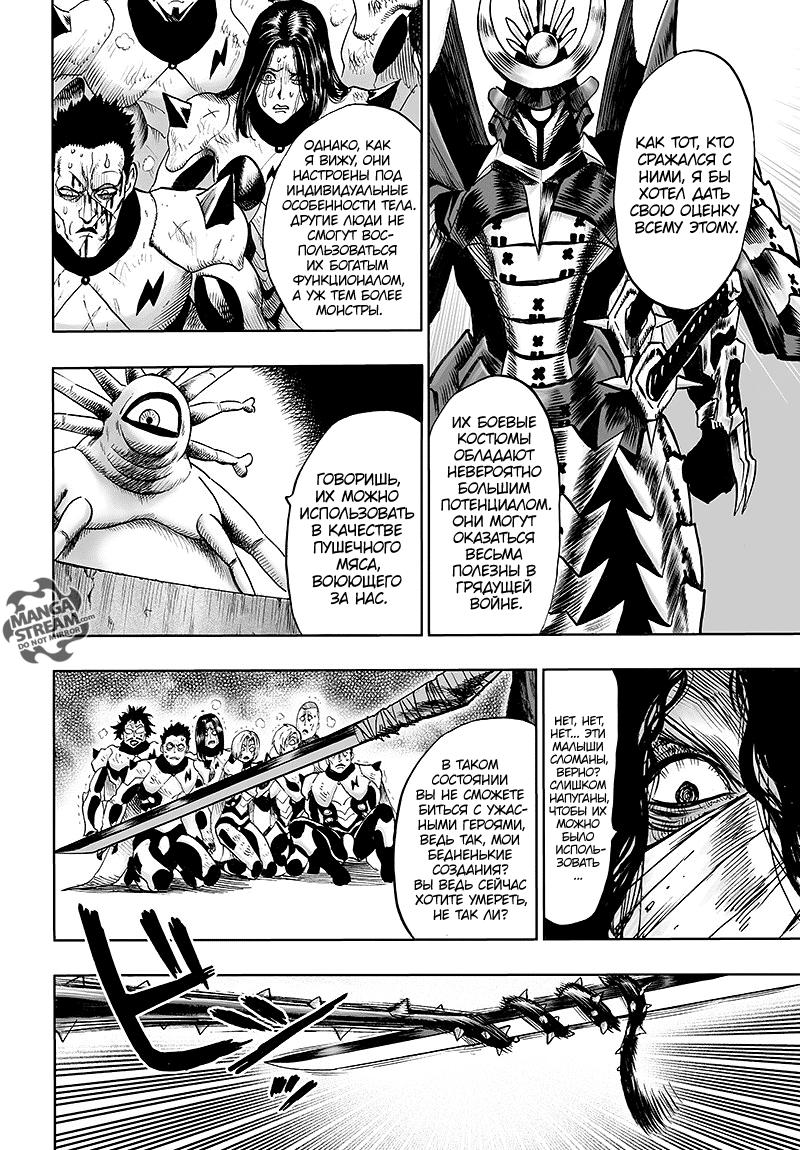 КАК ТОТ, КТО
СРАЖАЛСЯ С
НИМИ, Я БЫ
ХОТЕЛ ДАТЬ
СВОЮ ОЦЕНКУ
ВСЕМУ ЭТОМУ.
ИХ БОЕВЫЕ
КОСТЮМЫ
ОБЛАДАЮТ
НЕВЕРОЯТНО
БОЛЬШИМ
ПОТЕНЦИАЛОМ.
ОНИ МОГУТ
ОКАЗАТЬСЯ
ВЕСЬМА
ПОЛЕЗНЫ В
ГРЯДУЩЕЙ
ВОЙНЕ.
ОДНАКО, КАК
Я ВИЖУ, ОНИ
НАСТРОЕНЫ ПОД
ИНДИВИДУАЛЬНЫЕ
ОСОБЕННОСТИ ТЕЛА.
ДРУГИЕ ЛЮДИ НЕ
СМОГУТ ВОС-
ПОЛЬЗОВАТЬСЯ
ИХ БОГАТЫМ
ФУНКЦИОНАЛОМ,
А УЖ ТЕМ БОЛЕЕ
МОНСТРЫ.
ГОВОРИШЬ,
ИХ МОЖНО
ИСПОЛЬЗОВАТЬ
В КАЧЕСТВЕ
ПУШЕЧНОГО
МЯСА,
ВОЮЮЩЕГО
ЗА НАС.
MANGA
STREAM.COM
DO NOT MIRROR!
НЕТ, НЕТ,
НЕТ... ЭТИ
МАЛЫШИ
СЛОМАНЫ,
ВЕРНО?
СЛИШКОМ
НАПУГАНЫ,
ЧТОБЫ ИХ
МОЖНО
БЫЛО
ИСПОЛЬ-
ЗОВАТЬ
...
В ТАКОМ
СОСТОЯНИИ
ВЫ НЕ СМОЖЕТЕ
БИТЬСЯ С УЖАС-
НЫМИ ГЕРОЯМИ,
ВЕДЬ ТАК, МОИ
БЕДНЕНЬКИЕ
СОЗДАНИЯ?
ВЫ ВЕДЬ СЕЙЧАС
ХОТИТЕ УМЕРЕТЬ,
НЕ ТАК ЛИ?
ビシッ